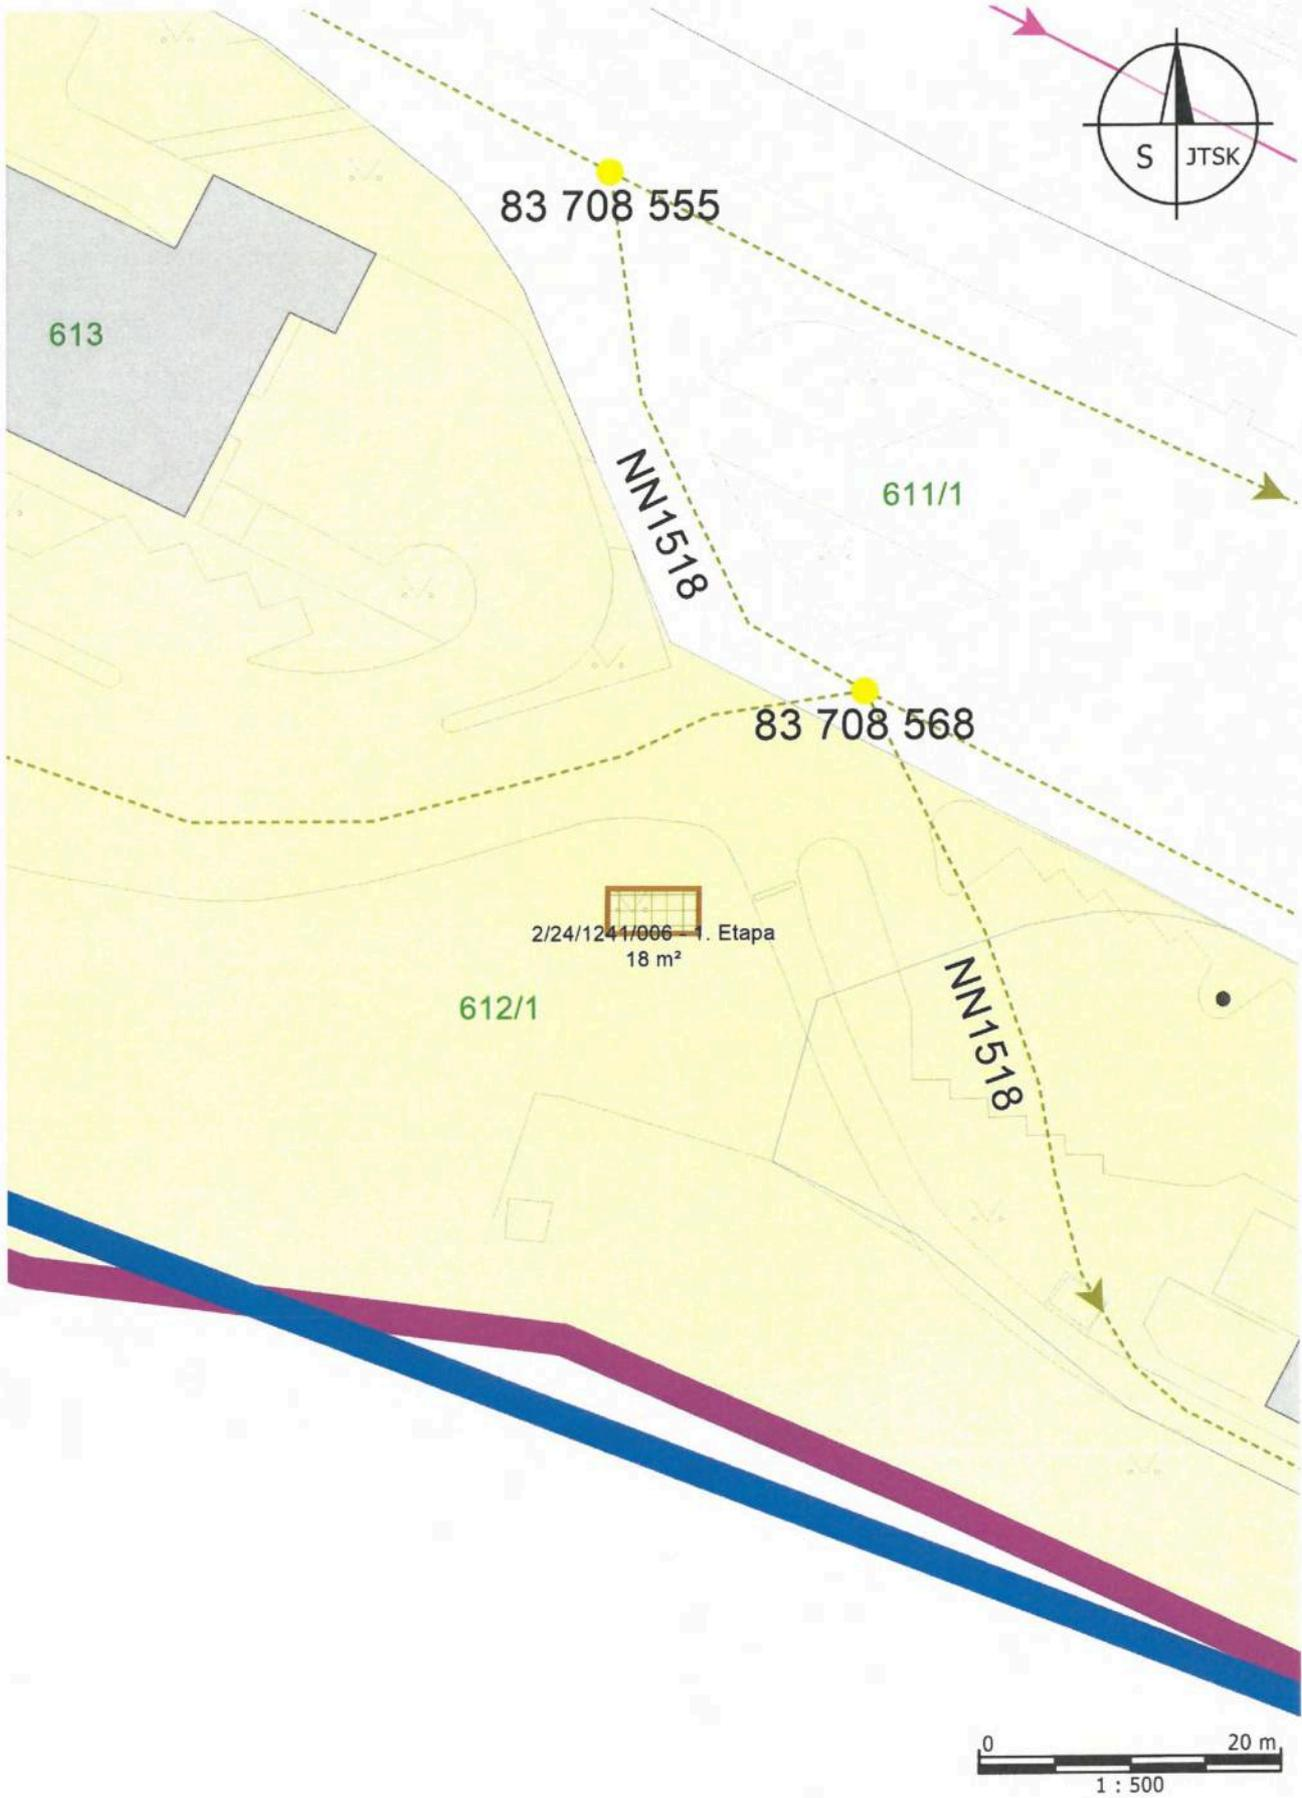 S JTSK
83 708 555
613
611/1
NN1518
83 708 568
2/24/1241/006 - 1. Etapa
18 m²
612/1
NN1518
0 20 m
1 : 500